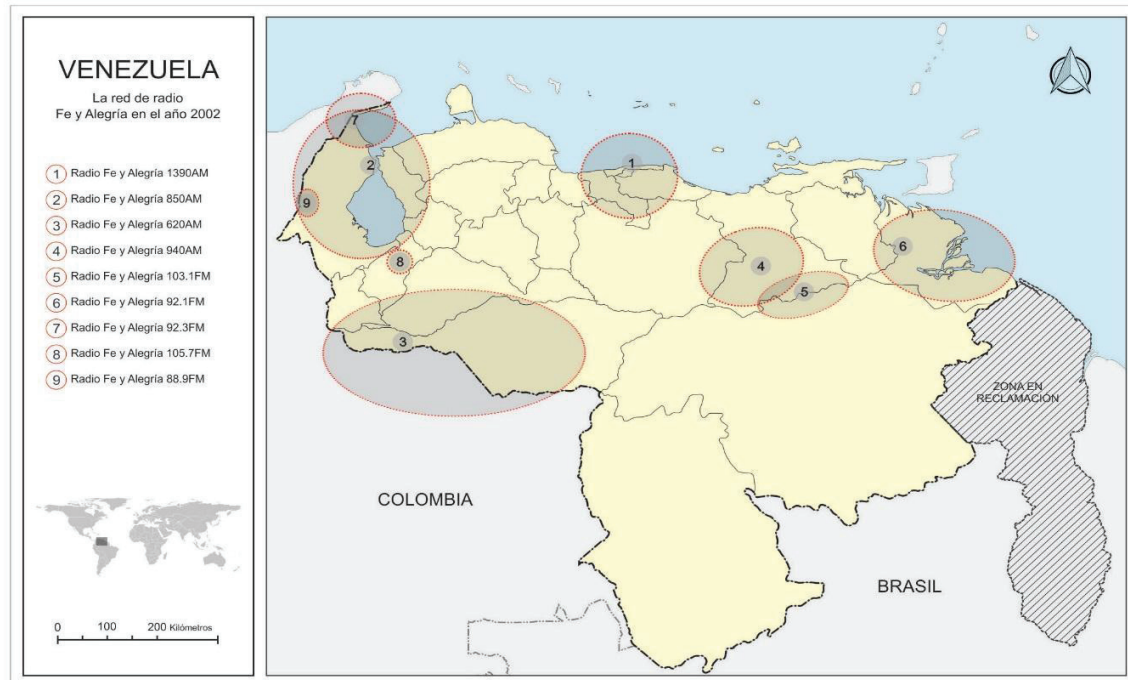 VENEZUELA
La red de radio
Fe y Alegría en el año 2002
1 Radio Fe y Alegría 1390AM
2 Radio Fe y Alegría 850AM
3 Radio Fe y Alegría 620AM
4 Radio Fe y Alegría 940AM
5 Radio Fe y Alegría 103.1FM
6 Radio Fe y Alegría 92.1FM
7 Radio Fe y Alegría 92.3FM
8 Radio Fe y Alegría 105.7FM
9 Radio Fe y Alegría 88.9FM
0 100 200 Kilómetros
7
2
1
9
6
8
4
5
3
ZONA EN
RECLAMACIÓN
COLOMBIA
BRASIL